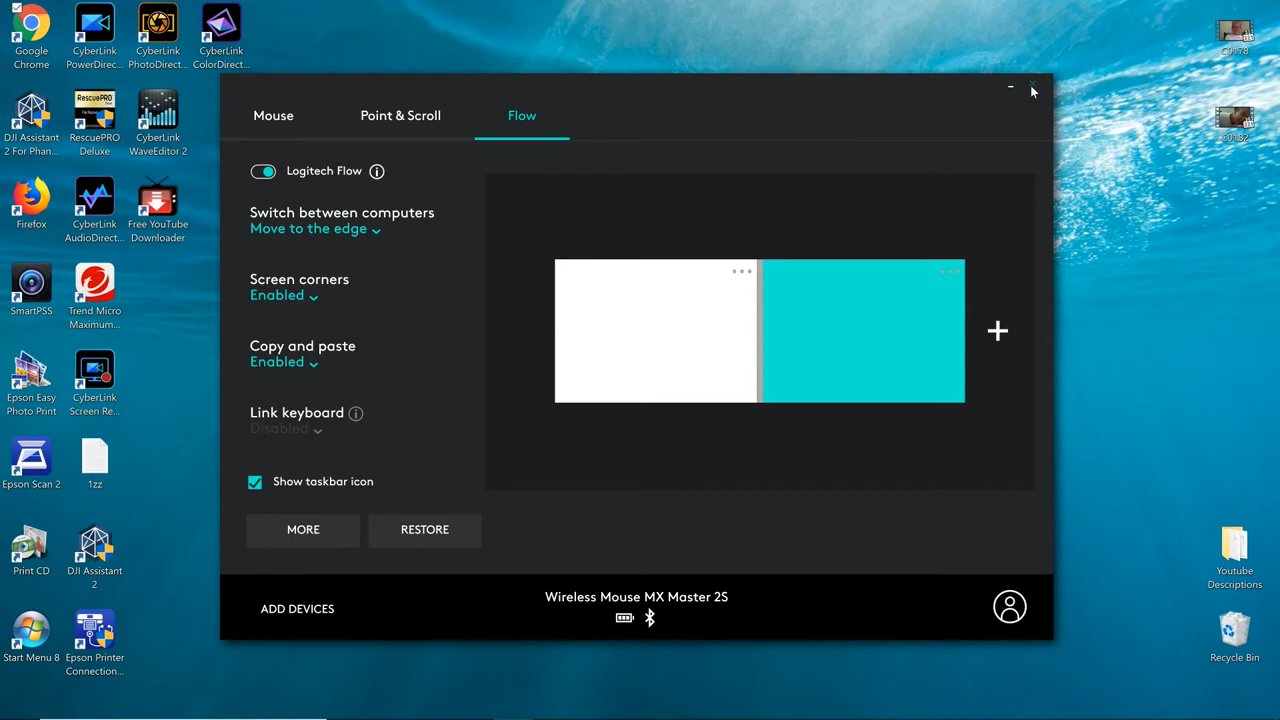 Google
Chrome
CyberLink
PowerDirec...
CyberLink
PhotoDirect...
CyberLink
ColorDirect...
C0178
DJI Assistant
2 For Phan...
RescuePRO
Deluxe
CyberLink
WaveEditor 2
C0182
Firefox
CyberLink
AudioDirect...
Free YouTube
Downloader
SmartPSS
Trend Micro
Maximum...
Epson Easy
Photo Print
CyberLink
Screen Re...
Epson Scan 2
1zz
Print CD
DJI Assistant
2
Start Menu 8
Epson Printer
Connection...
Youtube
Descriptions
Recycle Bin
Mouse
Point & Scroll
Flow
Logitech Flow
Switch between computers
Move to the edge
Screen corners
Enabled
Copy and paste
Enabled
Link keyboard
Disabled
Show taskbar icon
MORE
RESTORE
ADD DEVICES
Wireless Mouse MX Master 2S